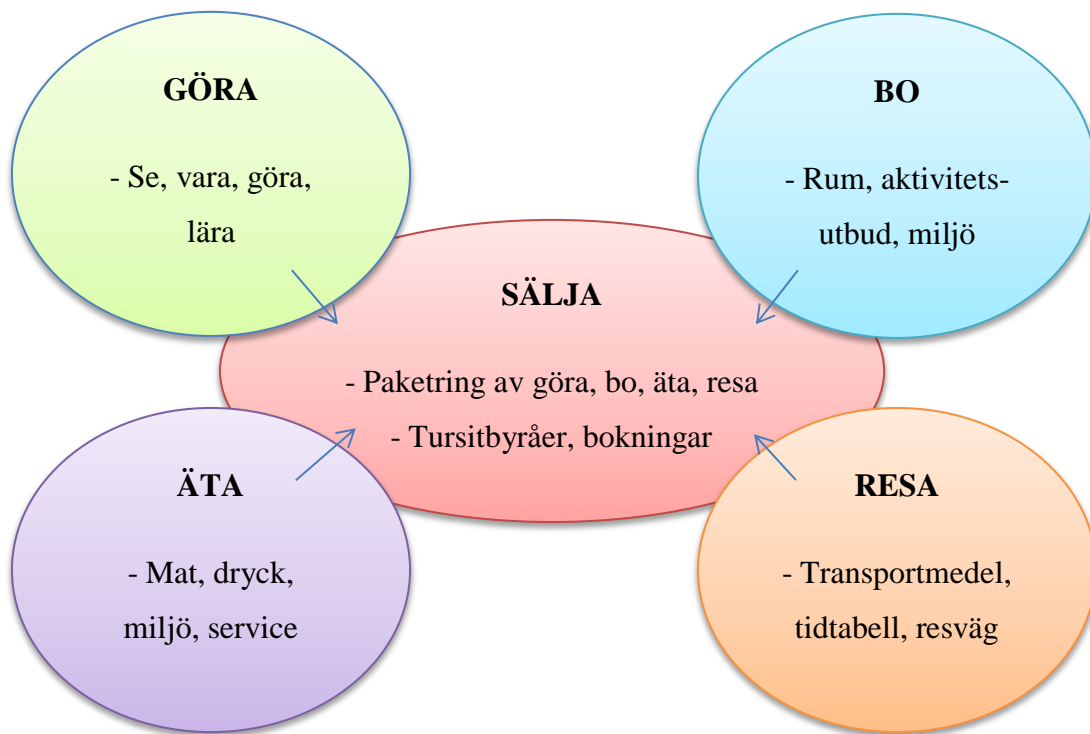 GÖRA
- Se, vara, göra,
lära
BO
- Rum, aktivitets-
utbud, miljö
SÄLJA
- Paketring av göra, bo, äta, resa
- Tursitbyråer, bokningar
ÄTA
- Mat, dryck,
miljö, service
RESA
- Transportmedel,
tidtabell, resväg